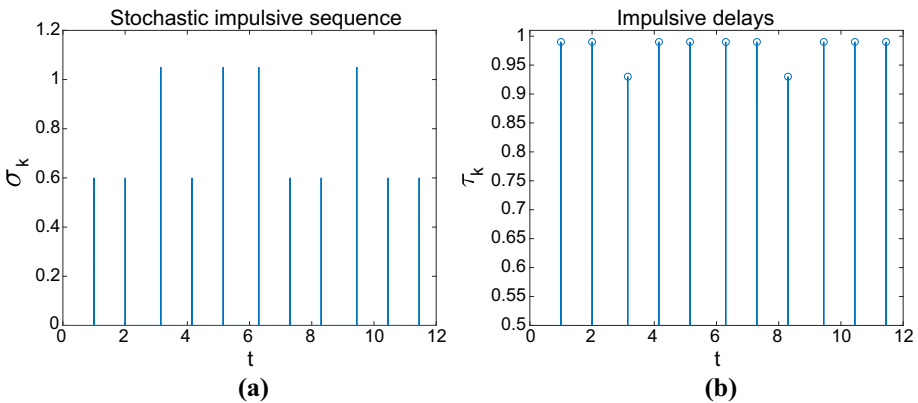 Stochastic impulsive sequence
1.2
1
0.8
0.6
0.4
0.2
0
0 2 4 6 8 10 12
σ_k
t
(a)
Impulsive delays
1
0.95
0.9
0.85
0.8
0.75
0.7
0.65
0.6
0.55
0.5
0 2 4 6 8 10 12
τ_k
t
(b)